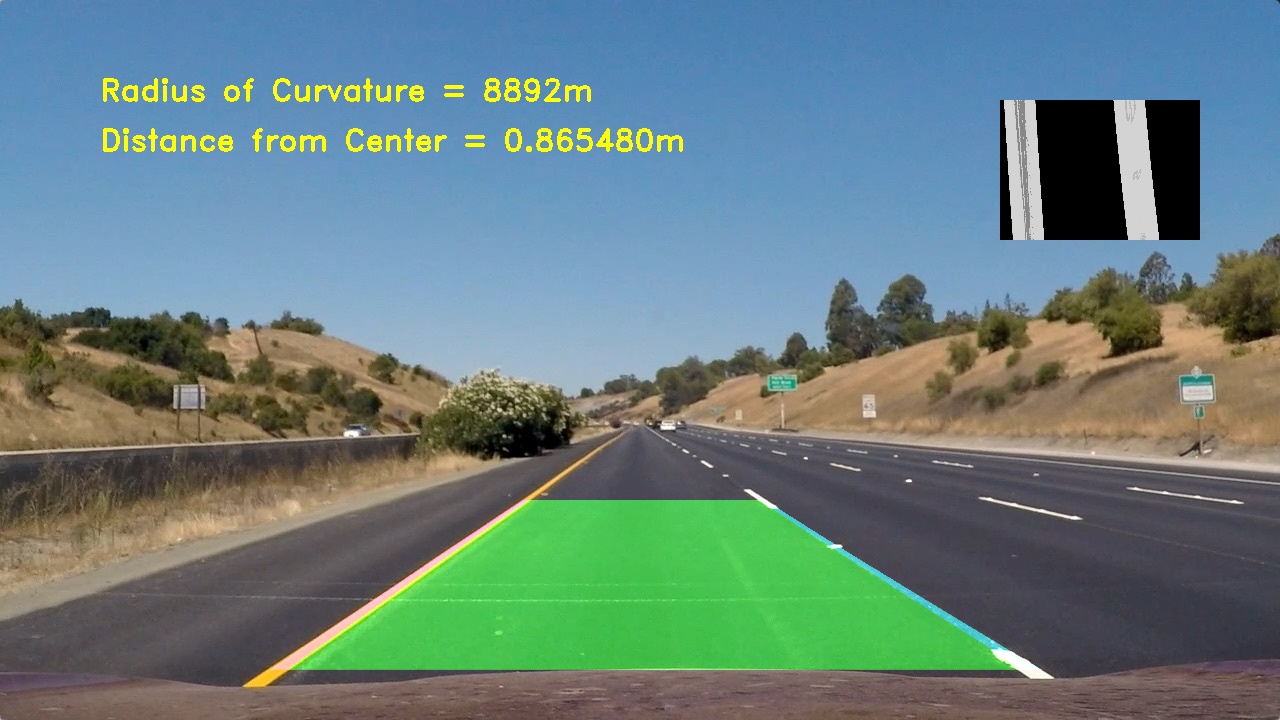 Radius of Curvature = 8892m
Distance from Center = 0.865480m